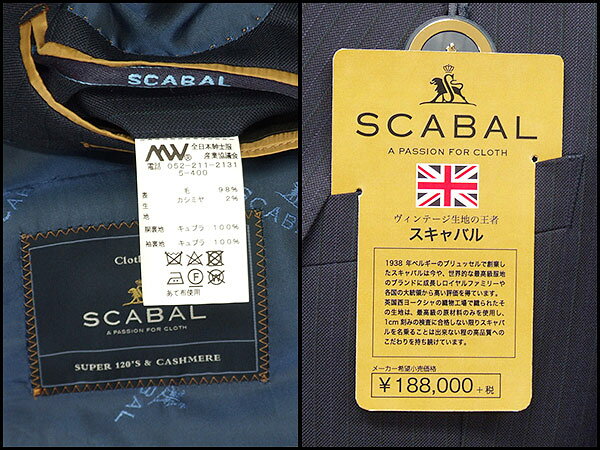 SCABAL
全日本紳士服
産業協議会
電話 052-211-2131
5-400
表 毛 98%
生 カシミヤ 2%
地
胴裏地 キュプラ 100%
袖裏地 キュプラ 100%
あて布使用
Cloth
SCABAL
A PASSION FOR CLOTH
SUPER 120'S & CASHMERE
SCABAL
SCABAL
SCABAL
A PASSION FOR CLOTH
ヴィンテージ生地の王者
スキャバル
1938 年ベルギーのブリュッセルで創業し
たスキャバルは今や、世界的な最高級服地
のブランドに成長しロイヤルファミリーや
各国の大統領から高い評価を得ています。
英国西ヨークシャの織物工場で織られたそ
の生地は、最高級の原材料のみを使用し、
1cm 刻みの検査に合格しない限りスキャバ
ルを名乗ることは出来ない程の高品質への
こだわりを持ち続けています。
メーカー希望小売価格
¥188,000+税